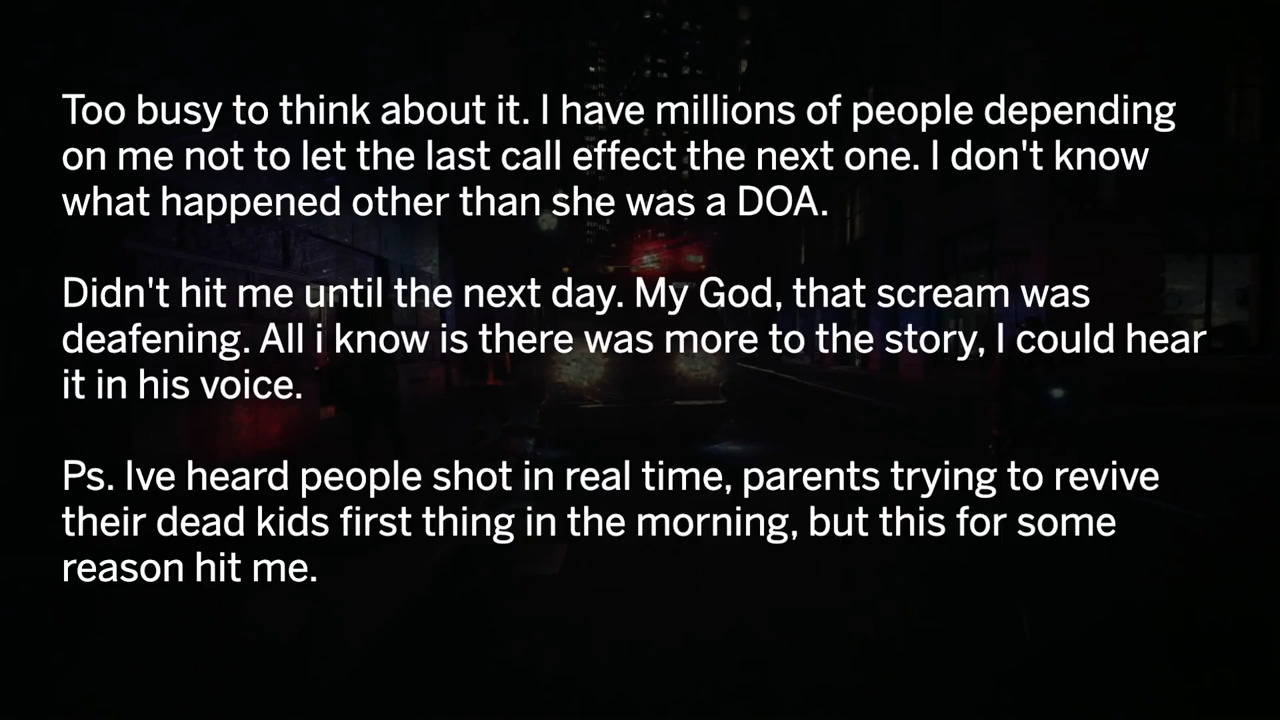 Too busy to think about it. I have millions of people depending
on me not to let the last call effect the next one. I don't know
what happened other than she was a DOA.
Didn't hit me until the next day. My God, that scream was
deafening. All i know is there was more to the story, I could hear
it in his voice.
Ps. Ive heard people shot in real time, parents trying to revive
their dead kids first thing in the morning, but this for some
reason hit me.